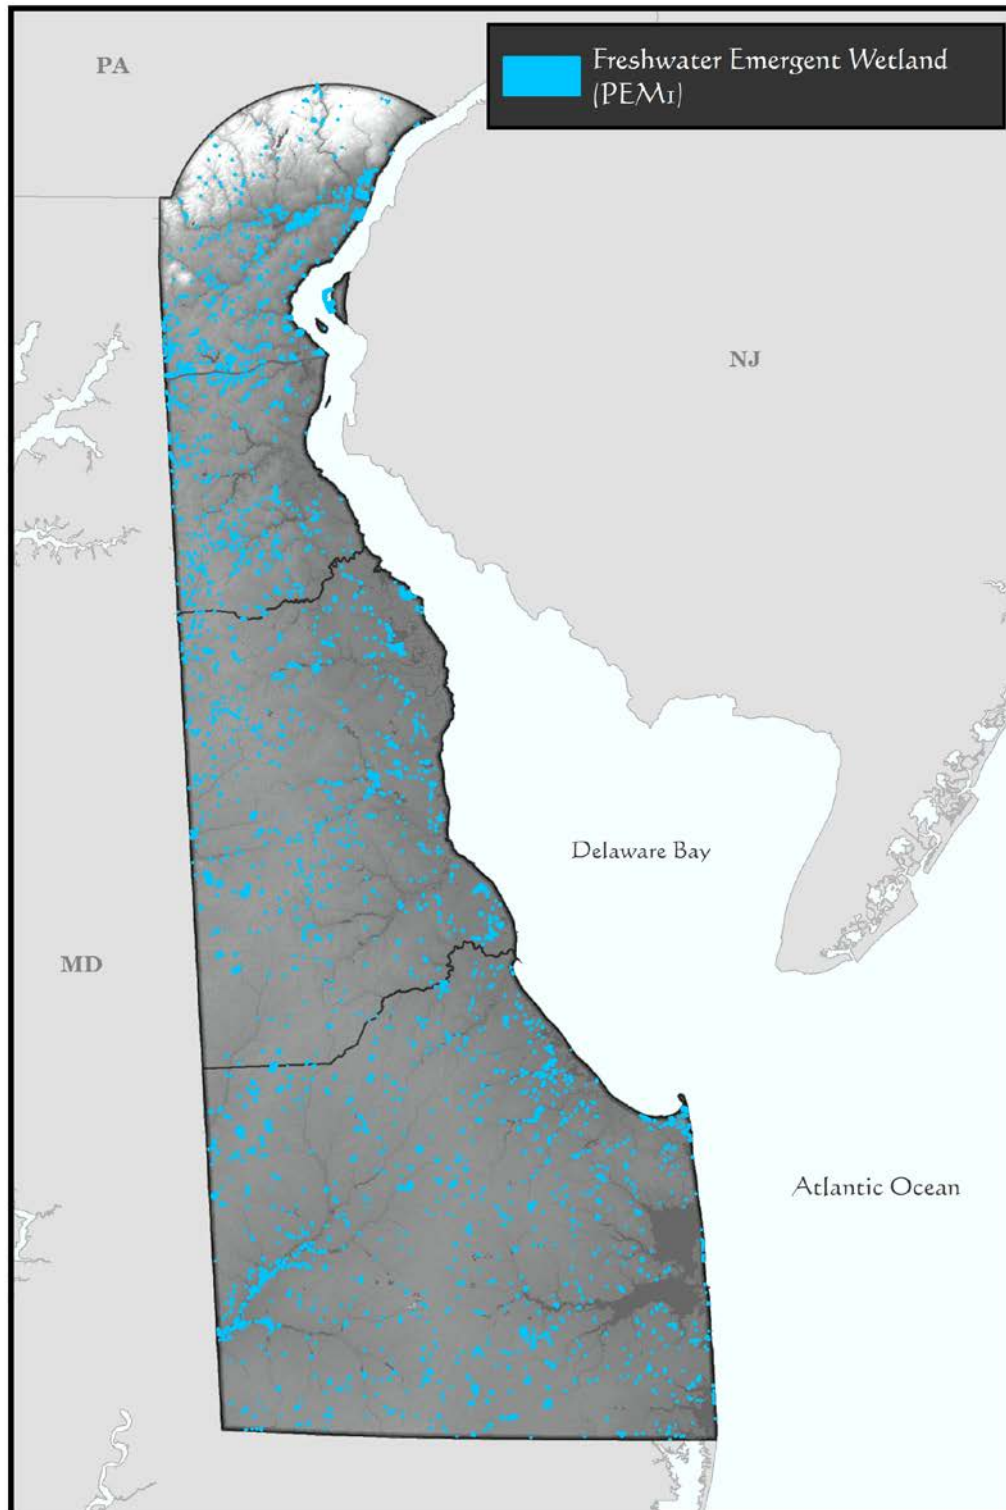 PA
Freshwater Emergent Wetland
(PEM1)
NJ
Delaware Bay
MD
Atlantic Ocean